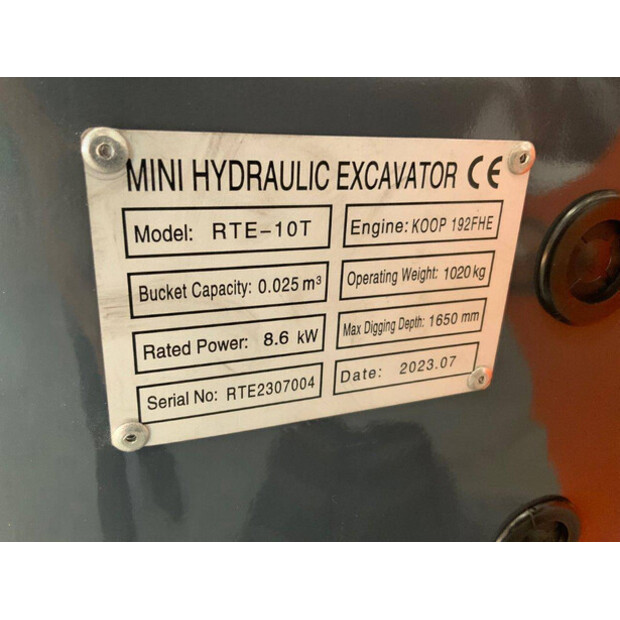 MINI HYDRAULIC EXCAVATOR CE
Model: RTE-10T
Engine: KOOP 192FHE
Bucket Capacity: 0.025 m³
Operating Weight: 1020 kg
Rated Power: 8.6 kW
Max Digging Depth: 1650 mm
Serial No: RTE2307004
Date: 2023.07